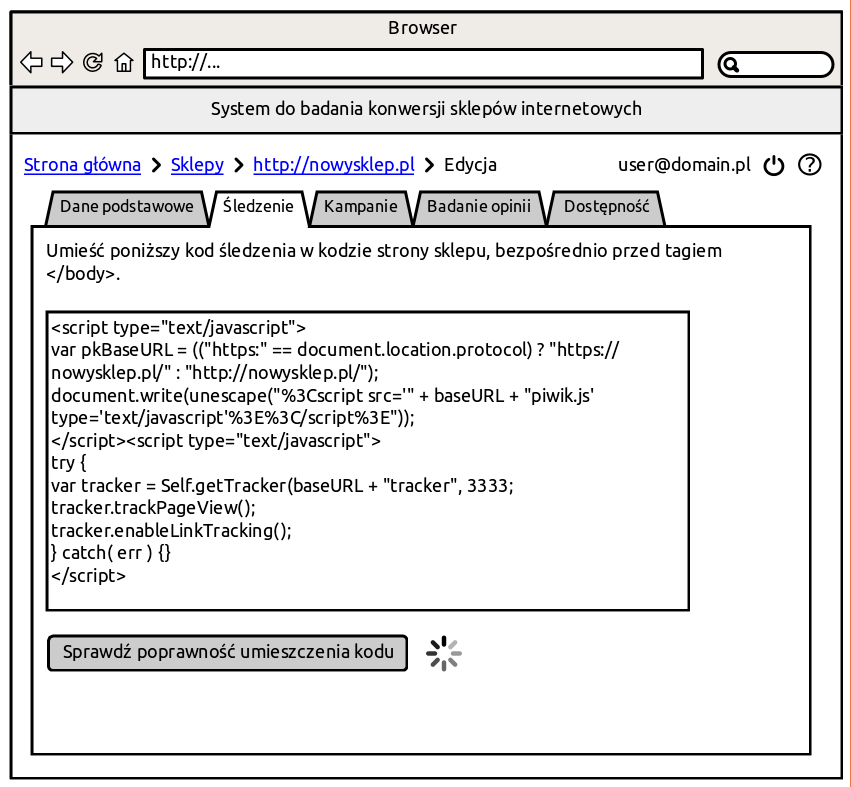 Browser
http://...
System do badania konwersji sklepów internetowych
Strona główna Sklepy http://nowysklep.pl Edycja user@domain.pl ?
Dane podstawowe Śledzenie Kampanie Badanie opinii Dostępność
Umieść poniższy kod śledzenia w kodzie strony sklepu, bezpośrednio przed tagiem
</body>.
<script type="text/javascript">
var pkBaseURL = (("https:" == document.location.protocol) ? "https://
nowysklep.pl/" : "http://nowysklep.pl/");
document.write(unescape("%3Cscript src='" + baseURL + "piwik.js'
type='text/javascript'%3E%3C/script%3E"));
</script><script type="text/javascript">
try {
var tracker = Self.getTracker(baseURL + "tracker", 3333;
tracker.trackPageView();
tracker.enableLinkTracking();
} catch( err ) {}
</script>
Sprawdź poprawność umieszczenia kodu